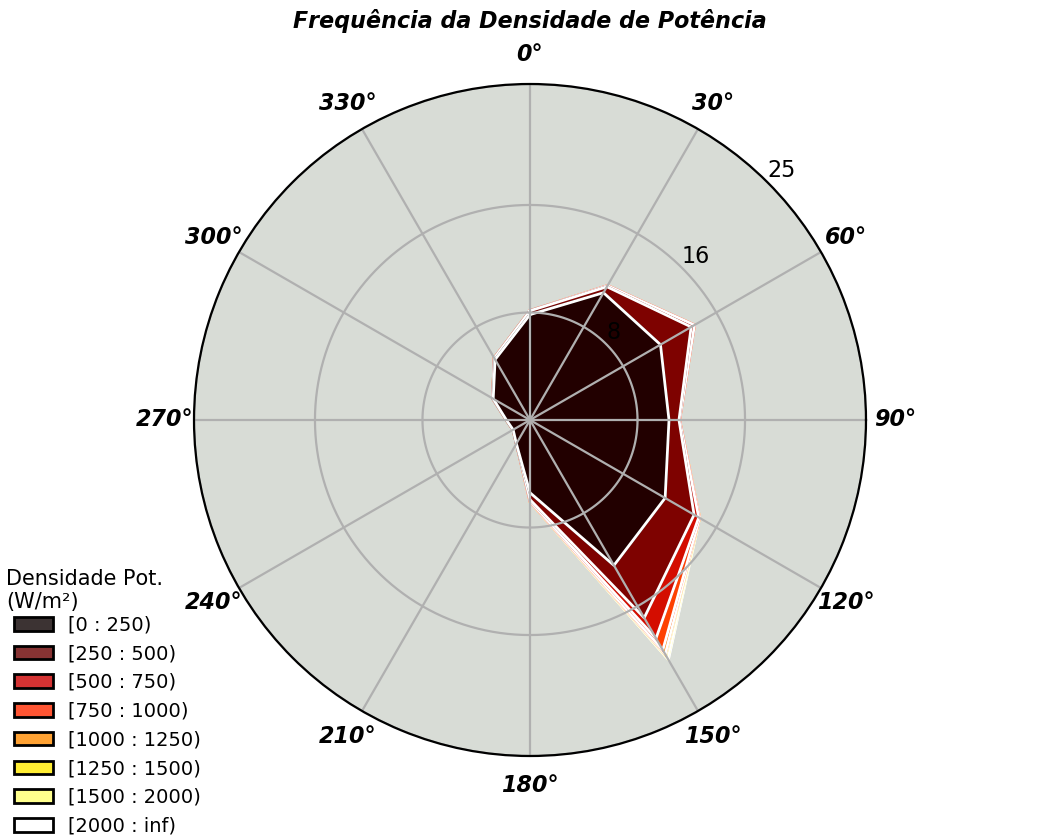 Frequência da Densidade de Potência
0°
330°
30°
25
300°
60°
16
8
270°
90°
240°
120°
210°
150°
180°
Densidade Pot.
(W/m²)
[0 : 250)
[250 : 500)
[500 : 750)
[750 : 1000)
[1000 : 1250)
[1250 : 1500)
[1500 : 2000)
[2000 : inf)